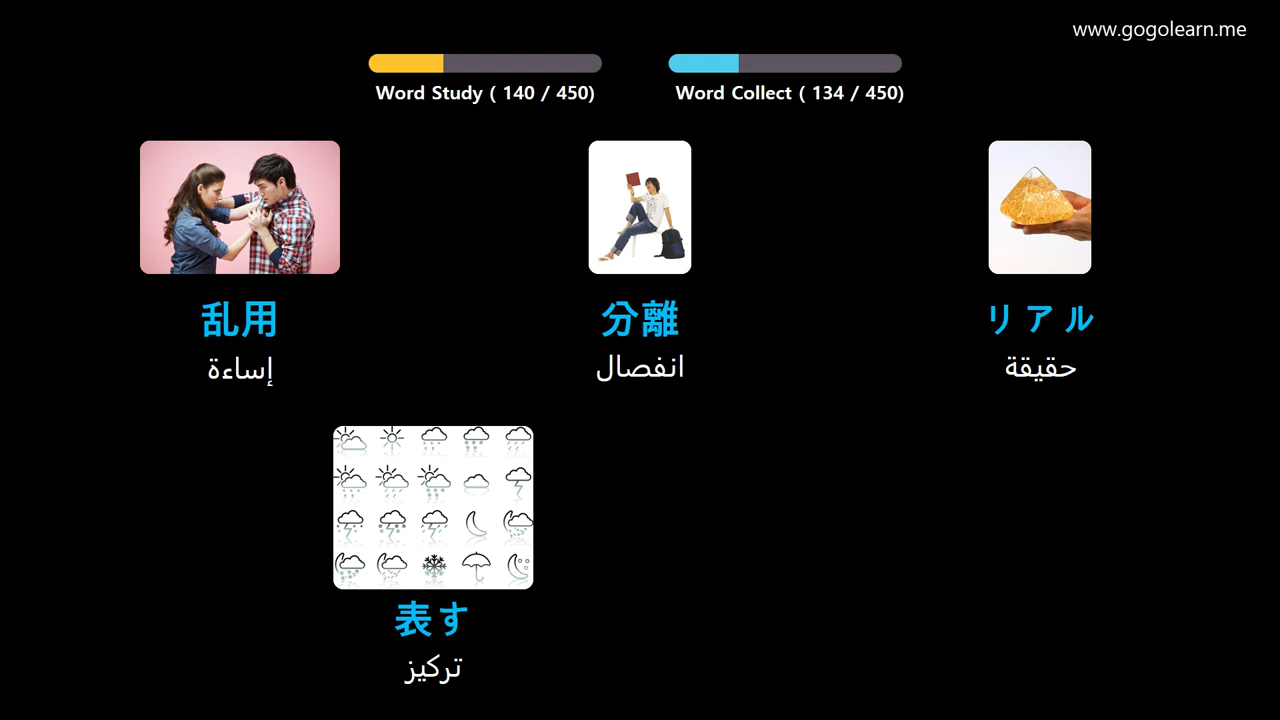 www.gogolearn.me
Word Study ( 140 / 450)
Word Collect ( 134 / 450)
乱用
إساءة
分離
انفصال
リアル
حقيقة
表す
تركيز